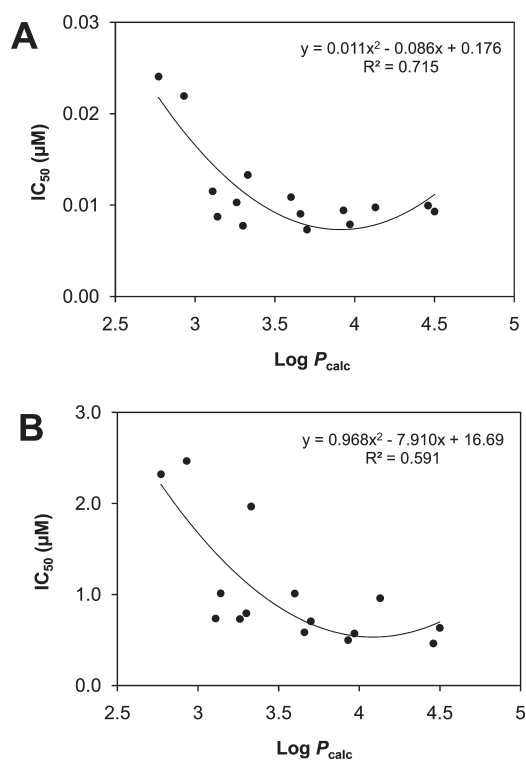 A
0.03
y = 0.011x² - 0.086x + 0.176
R² = 0.715
0.02
IC₅₀ (µM)
0.01
0.00
2.5 3 3.5 4 4.5 5
Log Pcalc
B
3.0
y = 0.968x² - 7.910x + 16.69
R² = 0.591
2.0
IC₅₀ (µM)
1.0
0.0
2.5 3 3.5 4 4.5 5
Log Pcalc